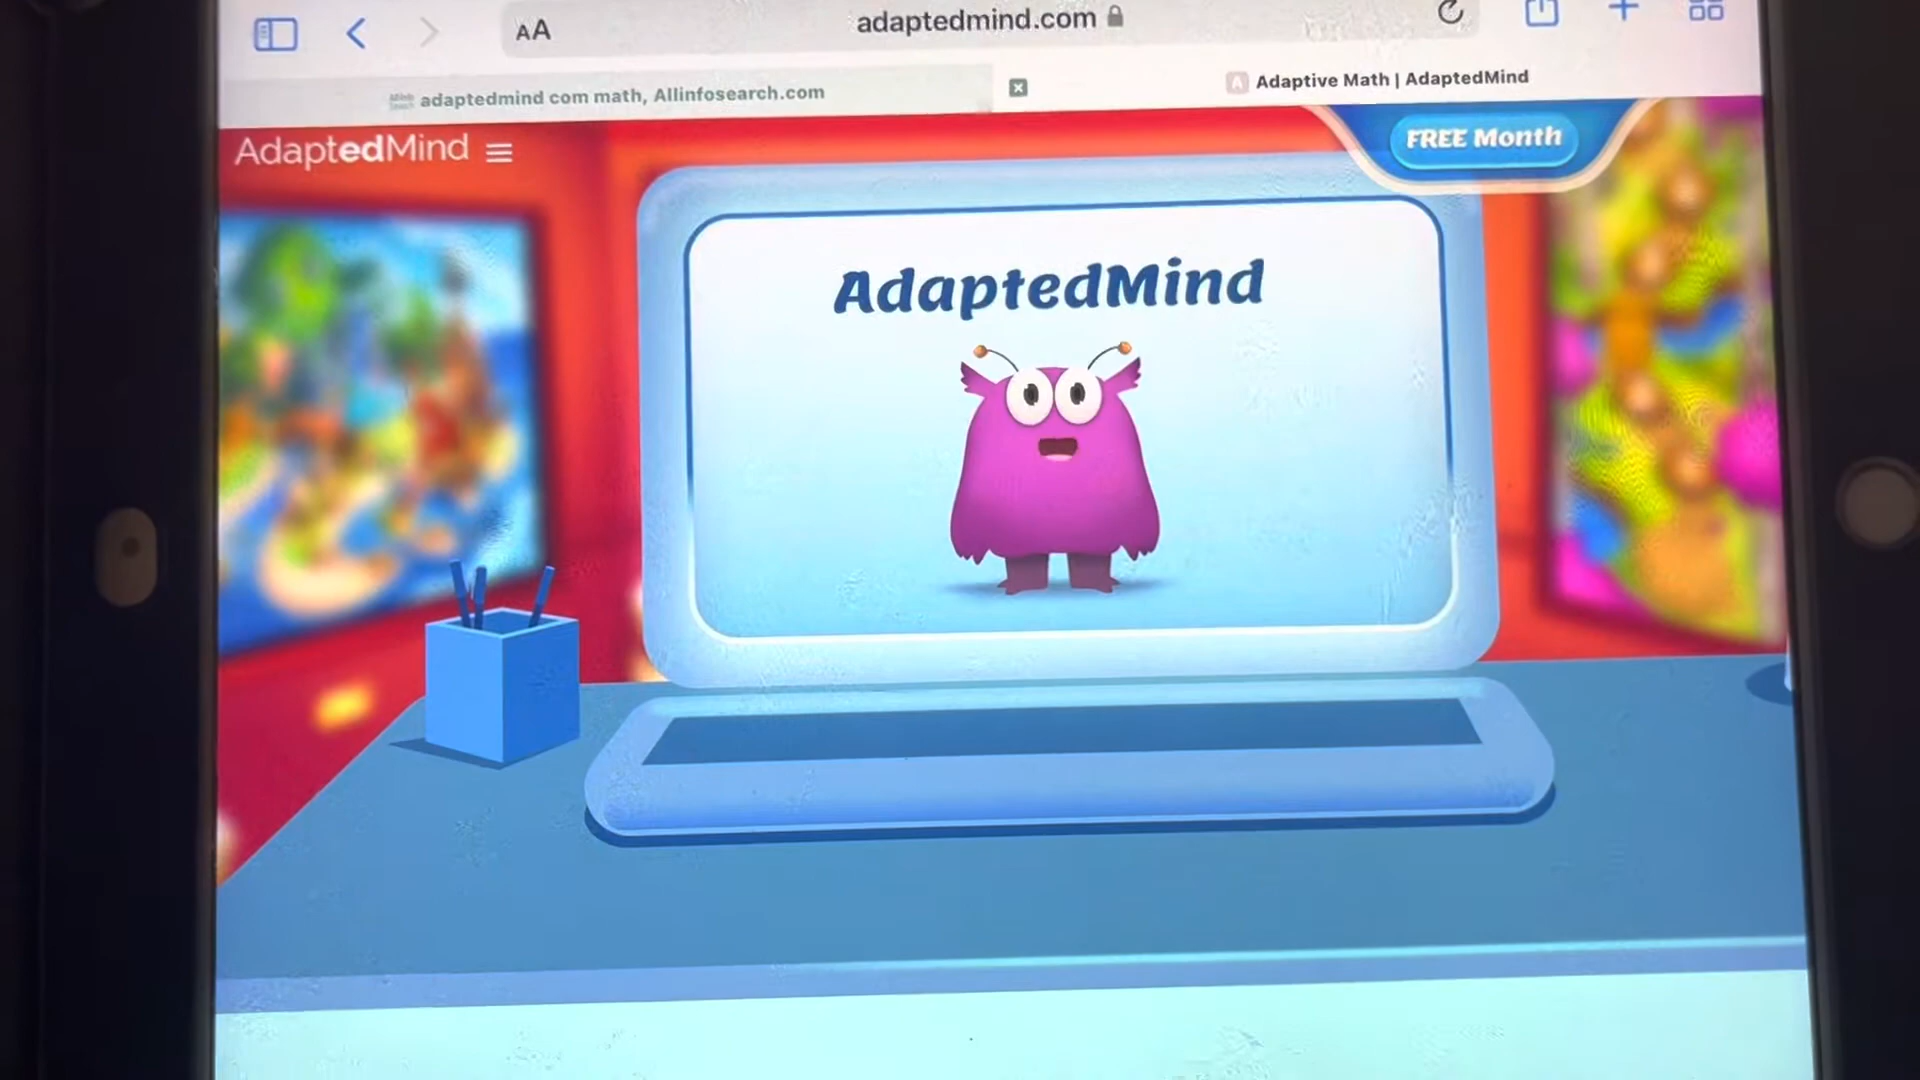 AA
adaptedmind.com
adaptedmind com math, Allinfosearch.com
A Adaptive Math | AdaptedMind
AdaptedMind
FREE Month
AdaptedMind